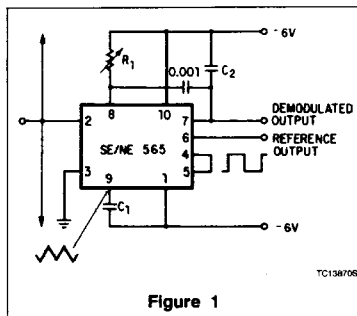 -6V
R1
0.001
C2
8
10
7
DEMODULATED
OUTPUT
2
SE/NE 565
6
REFERENCE
OUTPUT
4
3
5
9
1
C1
-6V
TC13870S
Figure 1